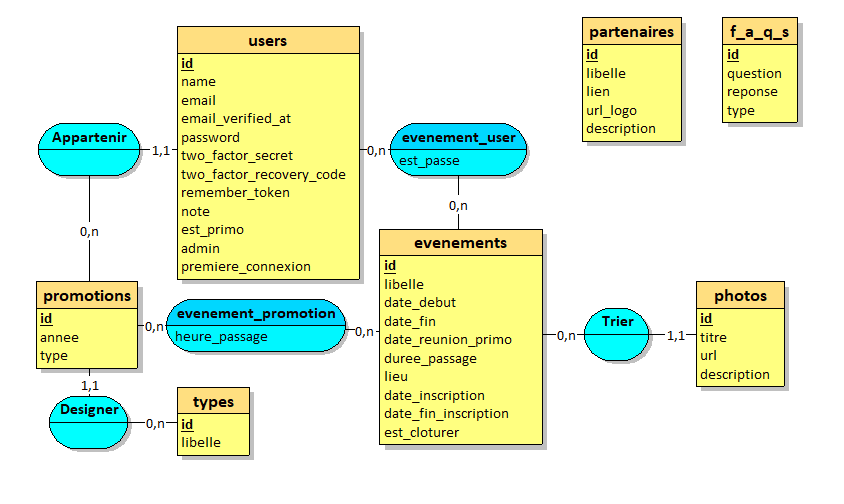 users
id
name
email
email_verified_at
password
two_factor_secret
two_factor_recovery_code
remember_token
note
est_primo
admin
premiere_connexion
partenaires
id
libelle
lien
url_logo
description
f_a_q_s
id
question
reponse
type
Appartenir
1,1
0,n
0,n
evenement_user
est_passe
0,n
evenements
id
libelle
date_debut
date_fin
date_reunion_primo
duree_passage
lieu
date_inscription
date_fin_inscription
est_cloturer
promotions
id
annee
type
0,n
evenement_promotion
heure_passage
0,n
0,n
Trier
1,1
photos
id
titre
url
description
1,1
Designer
0,n
types
id
libelle